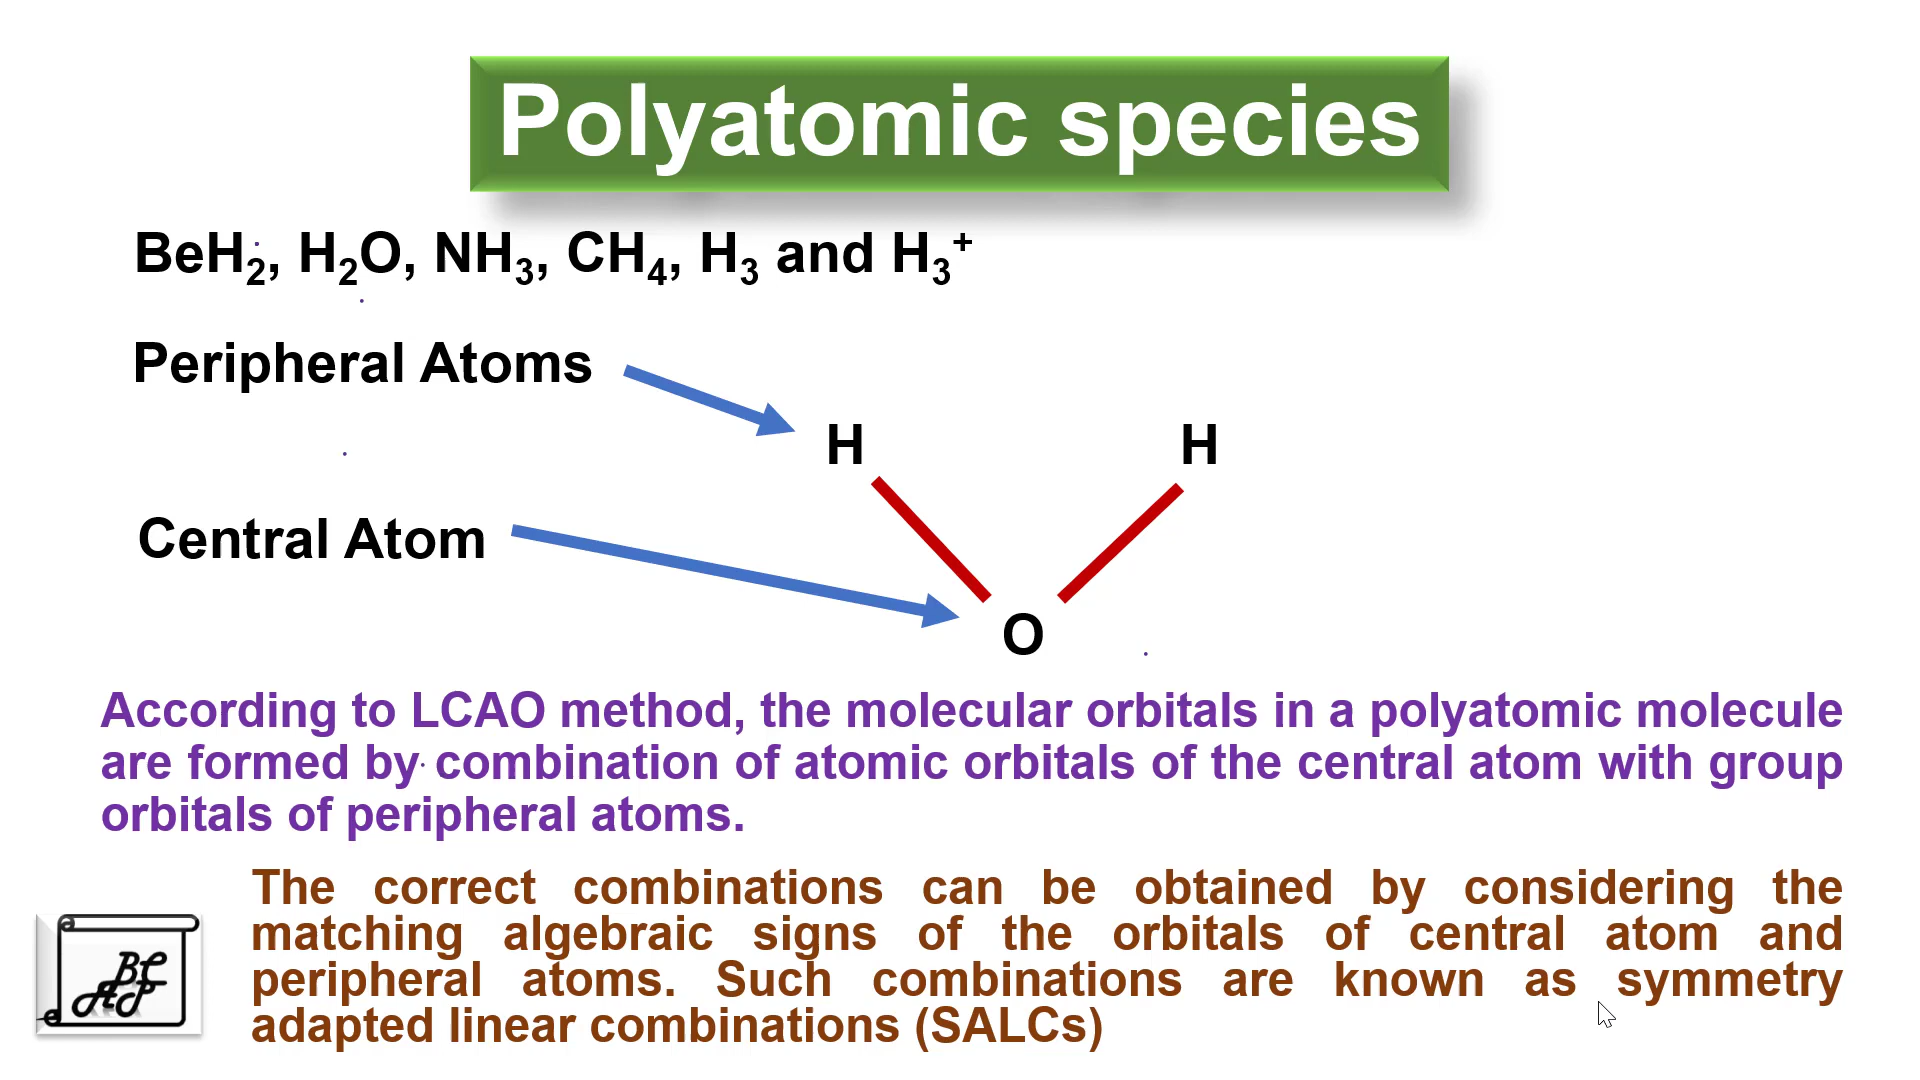 Polyatomic species
BeH₂, H₂O, NH₃, CH₄, H₃ and H₃⁺
Peripheral Atoms
H H
Central Atom
O
According to LCAO method, the molecular orbitals in a polyatomic molecule
are formed by combination of atomic orbitals of the central atom with group
orbitals of peripheral atoms.
The correct combinations can be obtained by considering the
matching algebraic signs of the orbitals of central atom and
peripheral atoms. Such combinations are known as symmetry
adapted linear combinations (SALCs)